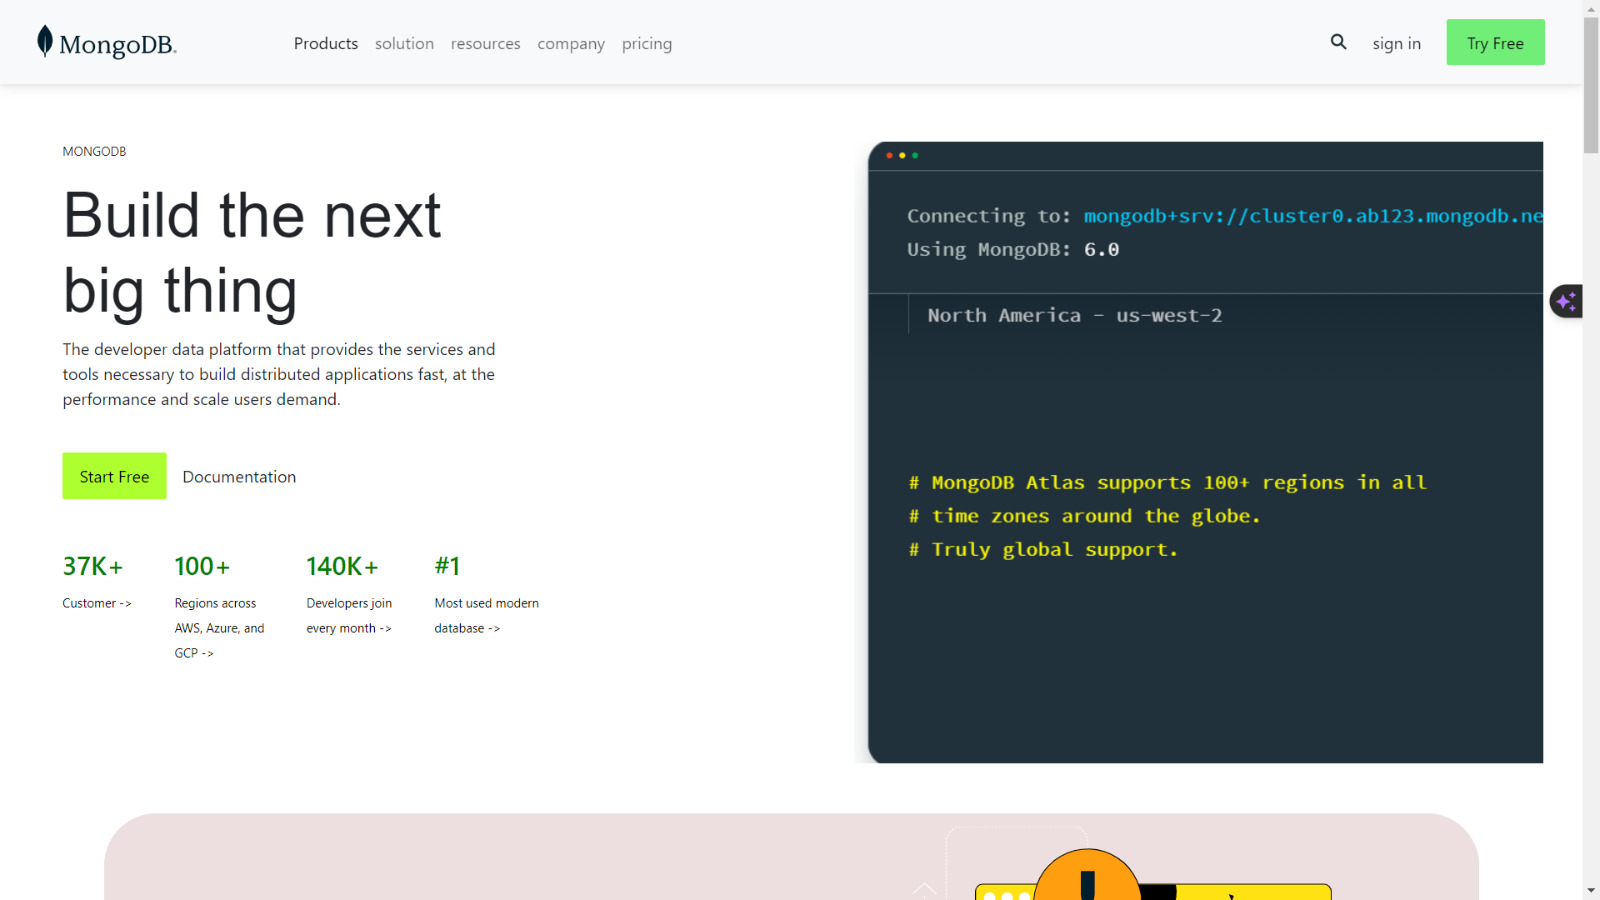 MongoDB.
Products solution resources company pricing
sign in
Try Free
MONGODB
Build the next
big thing
The developer data platform that provides the services and
tools necessary to build distributed applications fast, at the
performance and scale users demand.
Start Free
Documentation
37K+
Customer ->
100+
Regions across
AWS, Azure, and
GCP ->
140K+
Developers join
every month ->
#1
Most used modern
database ->
Connecting to: mongodb+srv://cluster0.ab123.mongodb.ne
Using MongoDB: 6.0
North America - us-west-2
# MongoDB Atlas supports 100+ regions in all
# time zones around the globe.
# Truly global support.